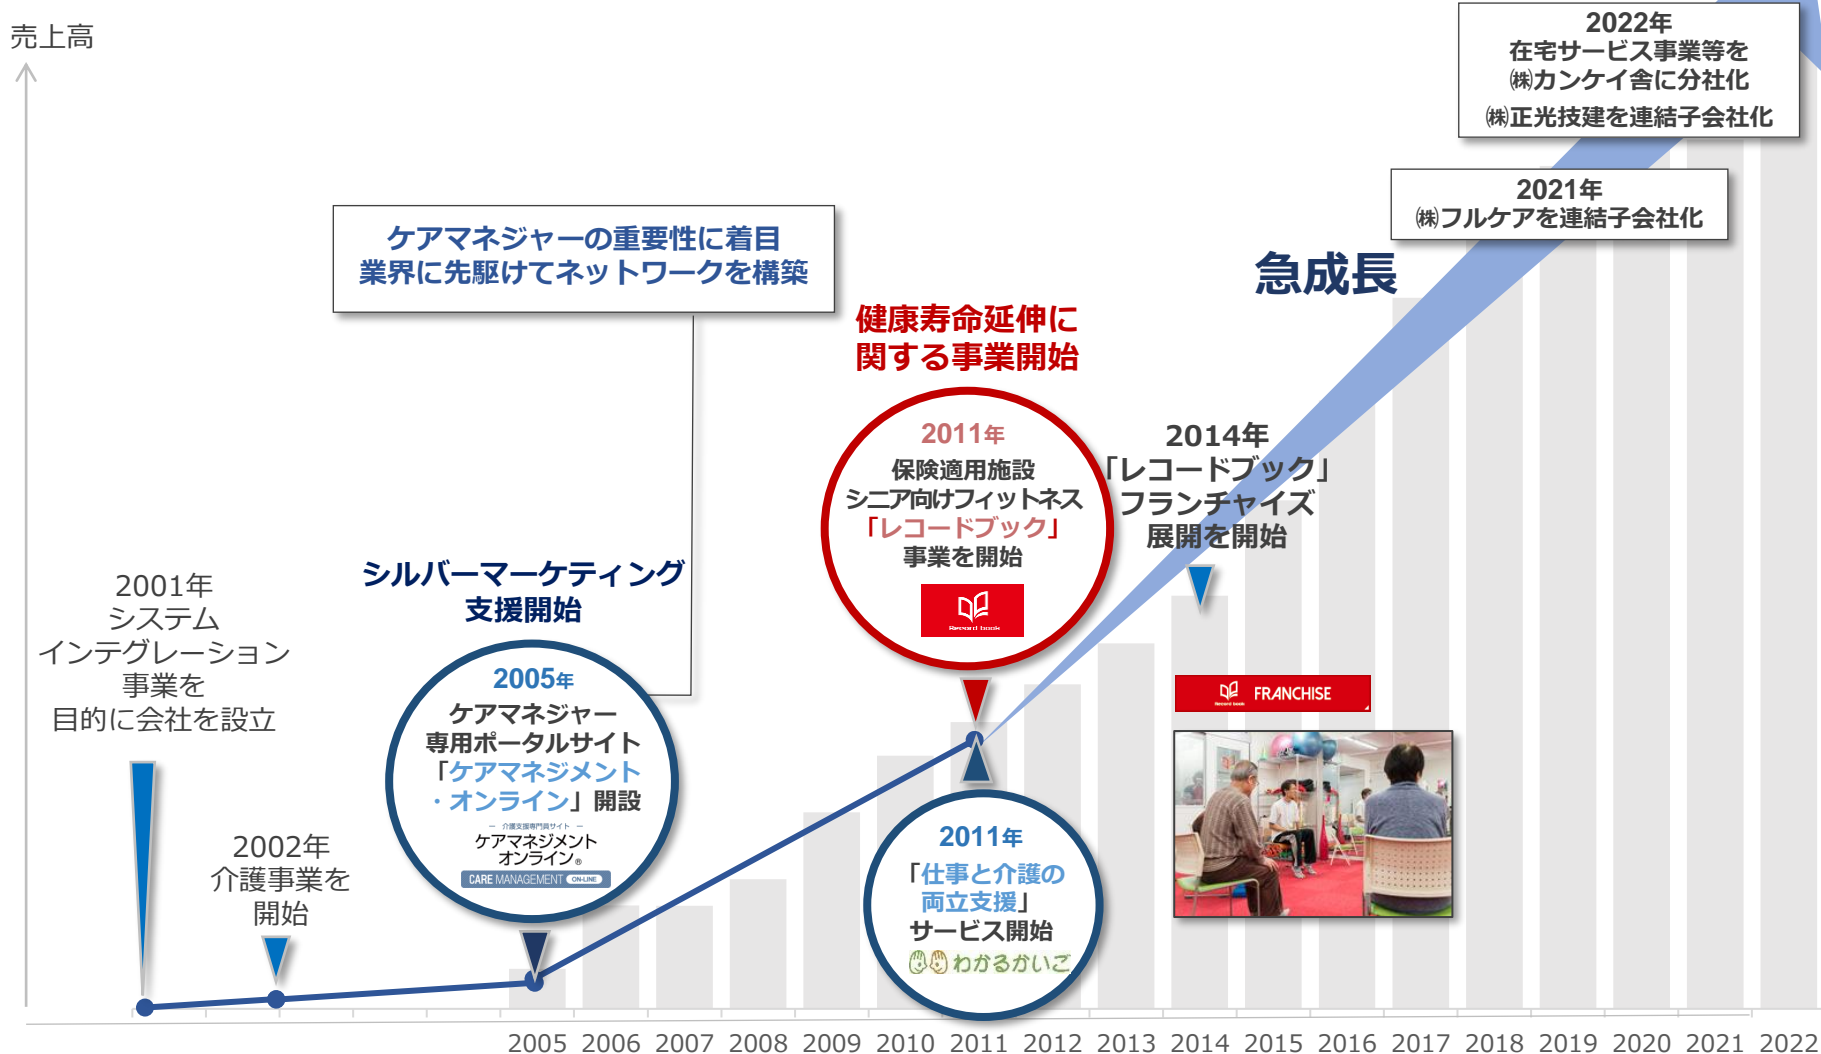 売上高
2022年
在宅サービス事業等を
㈱カンケイ舎に分社化
㈱正光技建を連結子会社化
2021年
㈱フルケアを連結子会社化
急成長
ケアマネジャーの重要性に着目
業界に先駆けてネットワークを構築
健康寿命延伸に
関する事業開始
2011年
保険適用施設
シニア向けフィットネス
「レコードブック」
事業を開始
Record book
2014年
「レコードブック」
フランチャイズ
展開を開始
Record book
FRANCHISE
シルバーマーケティング
支援開始
2005年
ケアマネジャー
専用ポータルサイト
「ケアマネジメント
・オンライン」開設
― 介護支援専門員サイト ―
ケアマネジメント
オンライン®
CARE MANAGEMENT ON-LINE
2001年
システム
インテグレーション
事業を
目的に会社を設立
2002年
介護事業を
開始
2011年
「仕事と介護の
両立支援」
サービス開始
わかるかいご
2005 2006 2007 2008 2009 2010 2011 2012 2013 2014 2015 2016 2017 2018 2019 2020 2021 2022